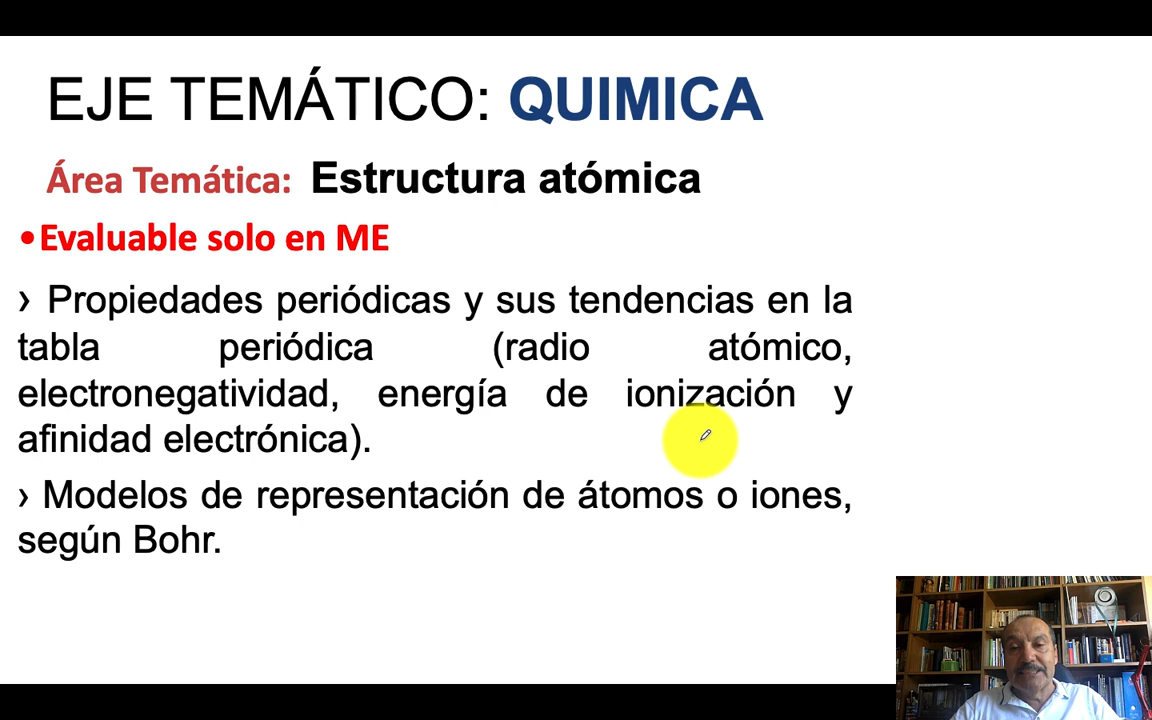 EJE TEMÁTICO: QUIMICA
Área Temática: Estructura atómica
•Evaluable solo en ME
› Propiedades periódicas y sus tendencias en la
tabla periódica (radio atómico,
electronegatividad, energía de ionización y
afinidad electrónica).
› Modelos de representación de átomos o iones,
según Bohr.